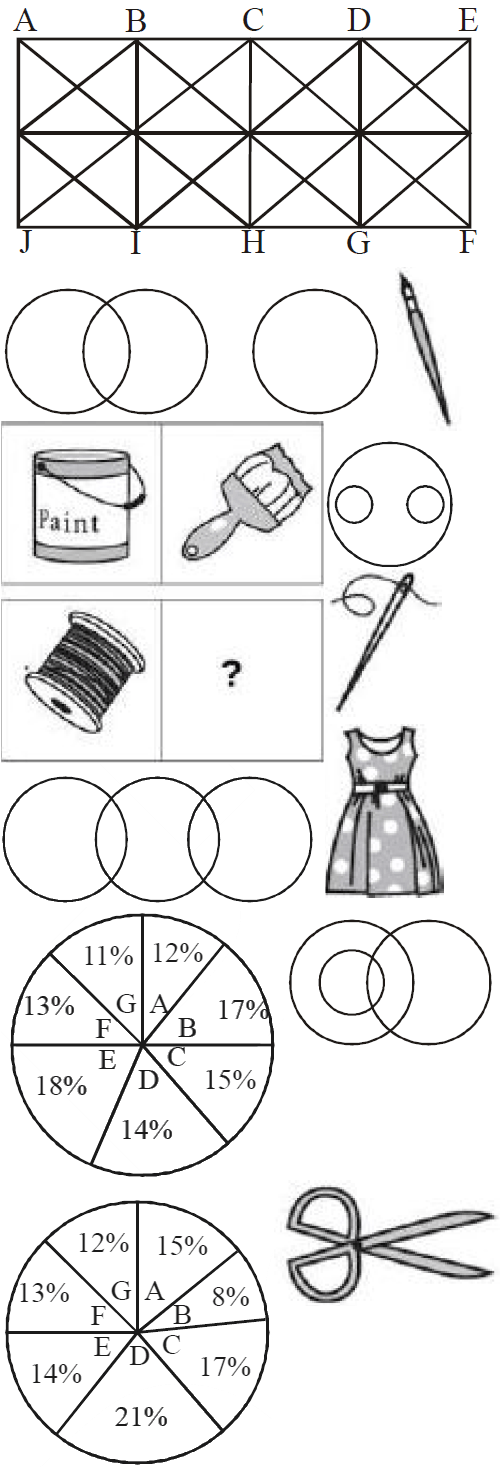 A B C D E
J I H G F
Paint
?
11% 12%
13% G A 17%
F B
E C
18% D 15%
14%
12% 15%
13% G A 8%
F B
E D C
14% 17%
21%